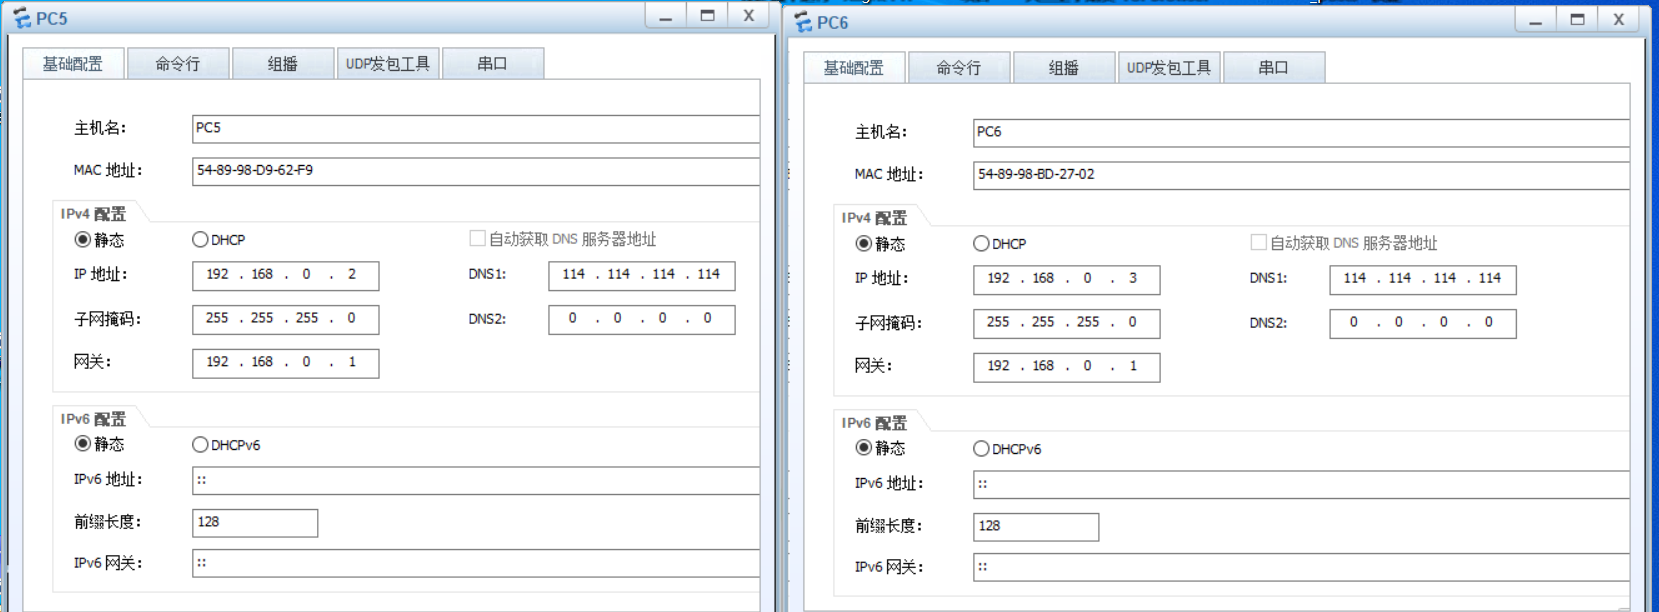 PC5
基础配置 命令行 组播 UDP发包工具 串口
主机名: PC5
MAC 地址: 54-89-98-D9-62-F9
IPv4 配置
静态 DHCP 自动获取 DNS 服务器地址
IP 地址: 192 . 168 . 0 . 2 DNS1: 114 . 114 . 114 . 114
子网掩码: 255 . 255 . 255 . 0 DNS2: 0 . 0 . 0 . 0
网关: 192 . 168 . 0 . 1
IPv6 配置
静态 DHCPv6
IPv6 地址: ::
前缀长度: 128
IPv6 网关: ::
PC6
基础配置 命令行 组播 UDP发包工具 串口
主机名: PC6
MAC 地址: 54-89-98-BD-27-02
IPv4 配置
静态 DHCP 自动获取 DNS 服务器地址
IP 地址: 192 . 168 . 0 . 3 DNS1: 114 . 114 . 114 . 114
子网掩码: 255 . 255 . 255 . 0 DNS2: 0 . 0 . 0 . 0
网关: 192 . 168 . 0 . 1
IPv6 配置
静态 DHCPv6
IPv6 地址: ::
前缀长度: 128
IPv6 网关: ::